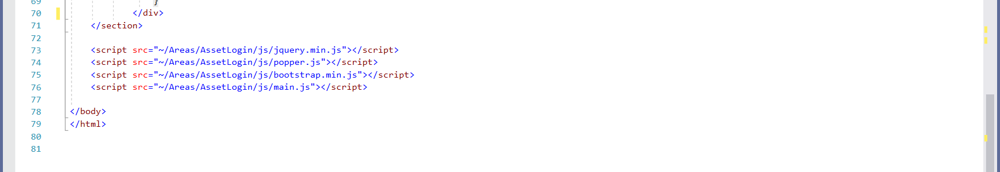 69 }
70 </div>
71 </section>
72
73 <script src="~/Areas/AssetLogin/js/jquery.min.js"></script>
74 <script src="~/Areas/AssetLogin/js/popper.js"></script>
75 <script src="~/Areas/AssetLogin/js/bootstrap.min.js"></script>
76 <script src="~/Areas/AssetLogin/js/main.js"></script>
77
78 </body>
79 </html>
80
81